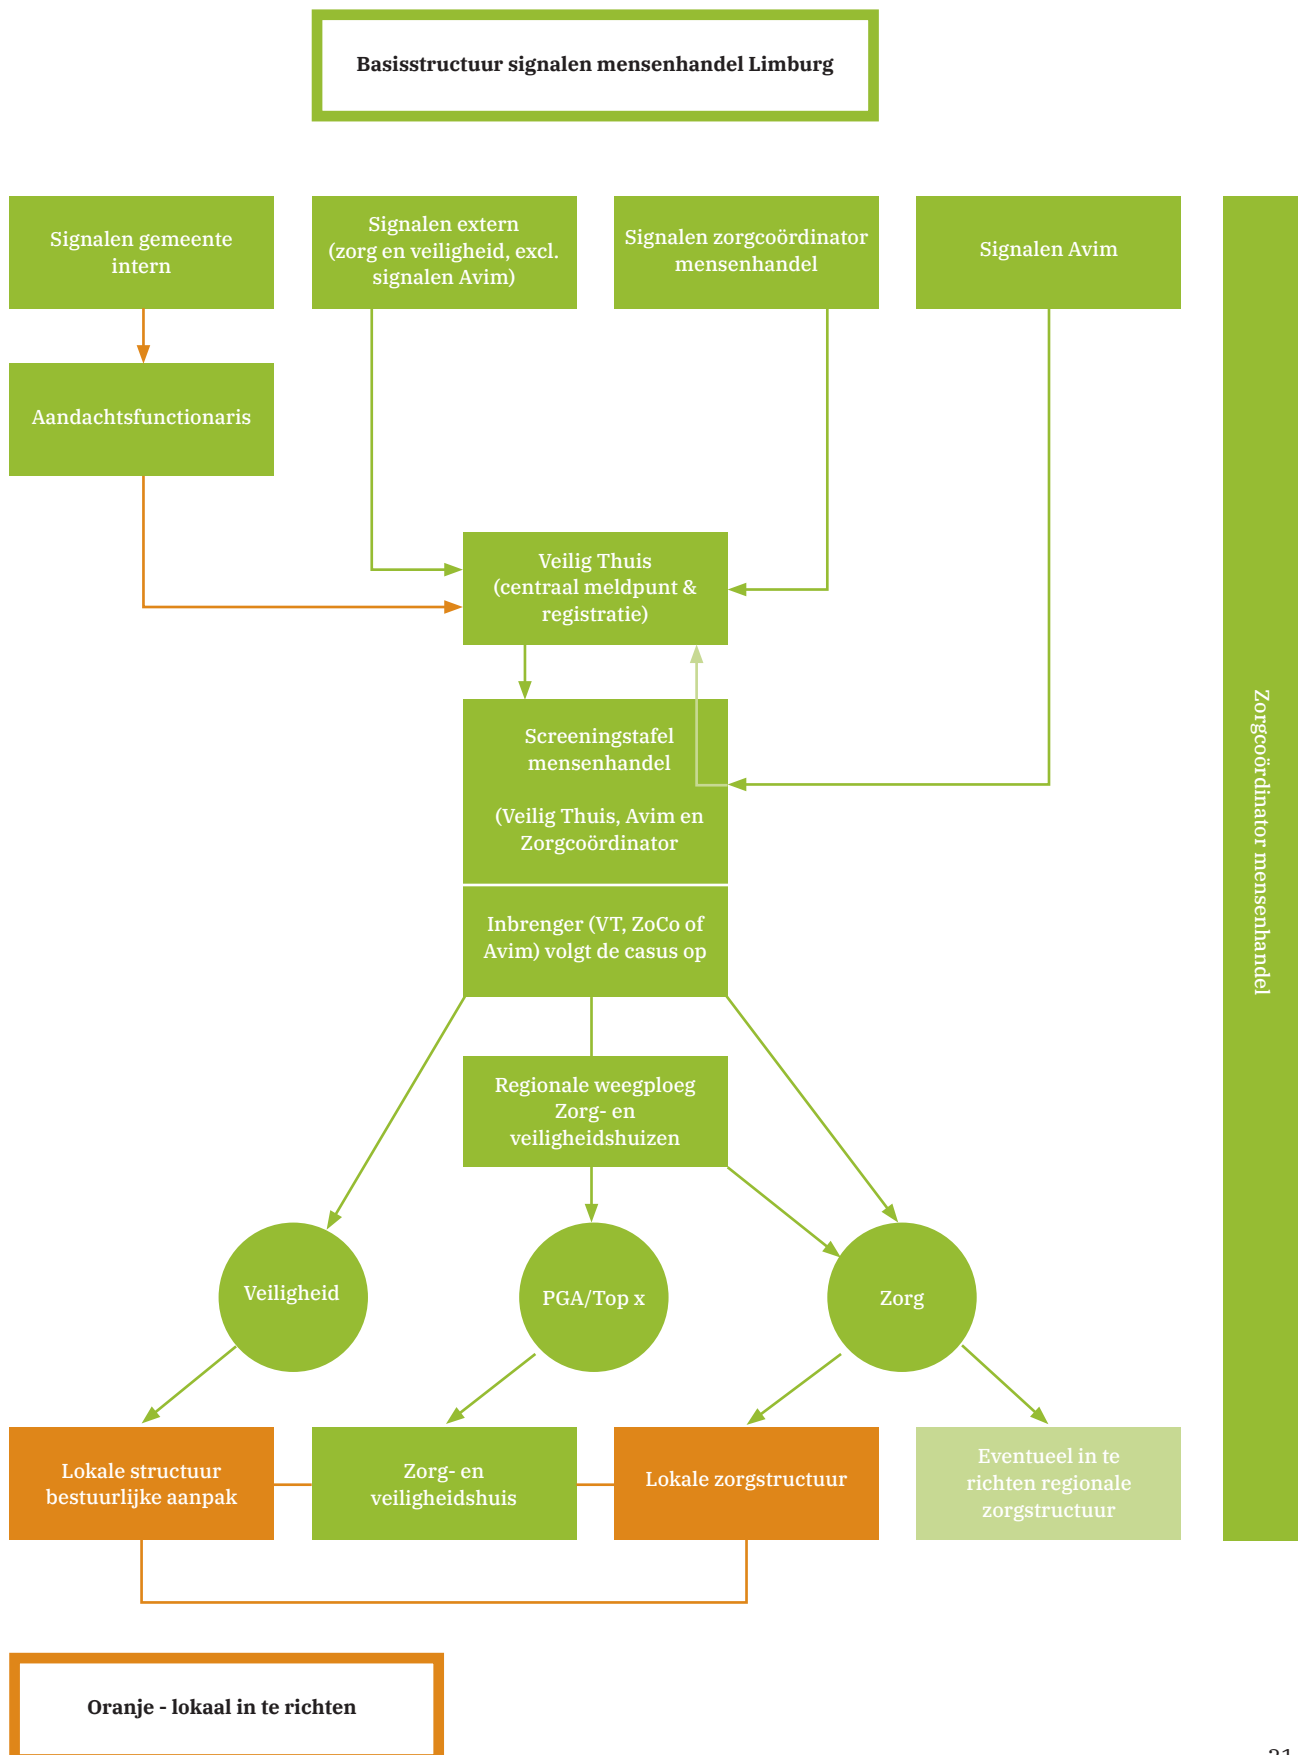 Basisstructuur signalen mensenhandel Limburg
Signalen gemeente
intern
Signalen extern
(zorg en veiligheid, excl.
signalen Avim)
Signalen zorgcoördinator
mensenhandel
Signalen Avim
Aandachtsfunctionaris
Veilig Thuis
(centraal meldpunt &
registratie)
Screeningstafel
mensenhandel
(Veilig Thuis, Avim en
Zorgcoördinator
Inbrenger (VT, ZoCo of
Avim) volgt de casus op
Regionale weegploeg
Zorg- en
veiligheidshuizen
Veiligheid
PGA/Top x
Zorg
Lokale structuur
bestuurlijke aanpak
Zorg- en
veiligheidshuis
Lokale zorgstructuur
Eventueel in te
richten regionale
zorgstructuur
Zorgcoördinator mensenhandel
Oranje - lokaal in te richten